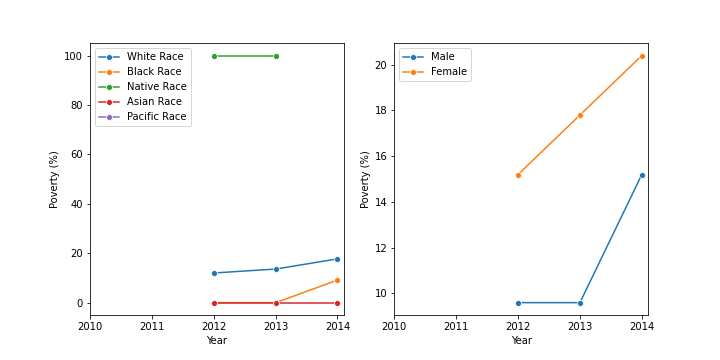 White Race
Black Race
Native Race
Asian Race
Pacific Race
Poverty (%)
100
80
60
40
20
0
2010 2011 2012 2013 2014
Year
Male
Female
Poverty (%)
20
18
16
14
12
10
2010 2011 2012 2013 2014
Year